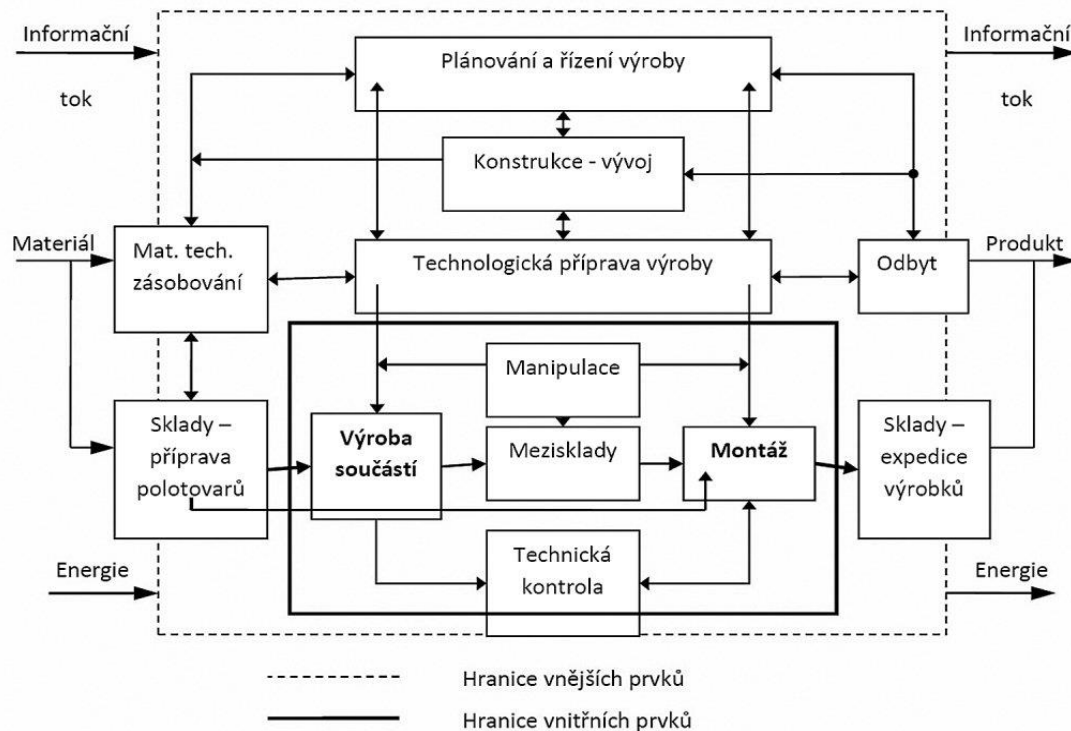 Informační
tok
Informační
tok
Plánování a řízení výroby
Konstrukce - vývoj
Materiál
Mat. tech.
zásobování
Technologická příprava výroby
Odbyt
Produkt
Manipulace
Sklady –
příprava
polotovarů
Výroba
součástí
Mezisklady
Montáž
Sklady –
expedice
výrobků
Technická
kontrola
Energie
Energie
Hranice vnějších prvků
Hranice vnitřních prvků